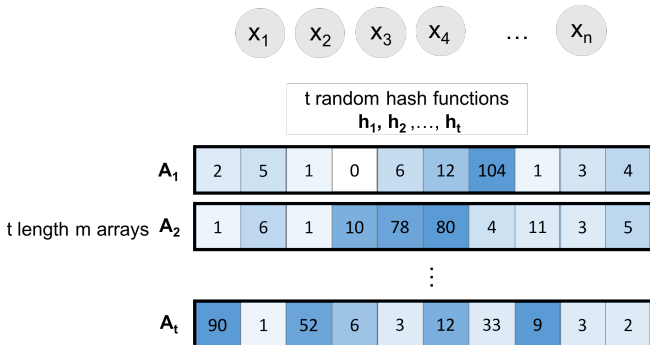 x1 x2 x3 x4 … xn
t random hash functions
h1, h2 ,…, ht
A1 2 5 1 0 6 12 104 1 3 4
t length m arrays A2 1 6 1 10 78 80 4 11 3 5
⋮
At 90 1 52 6 3 12 33 9 3 2